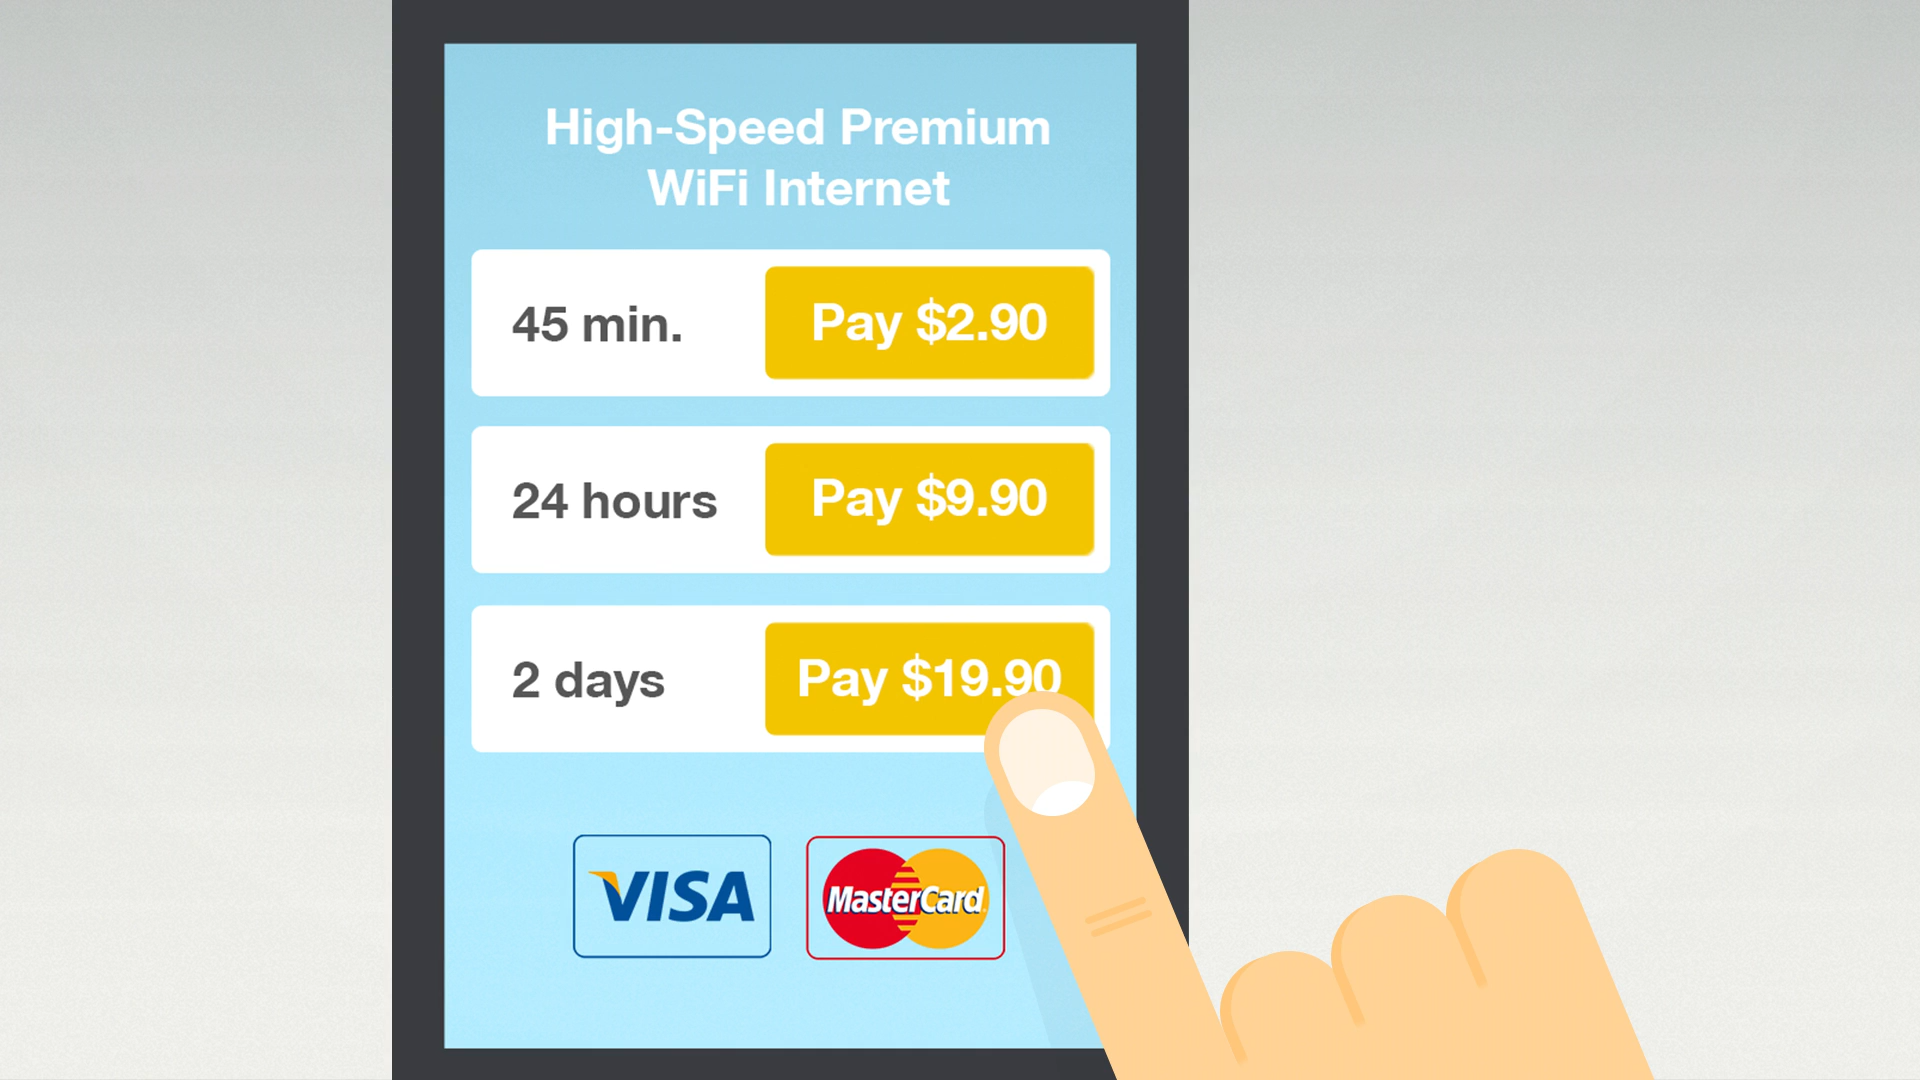 High-Speed Premium
WiFi Internet
45 min.
Pay $2.90
24 hours
Pay $9.90
2 days
Pay $19.90
VISA
MasterCard